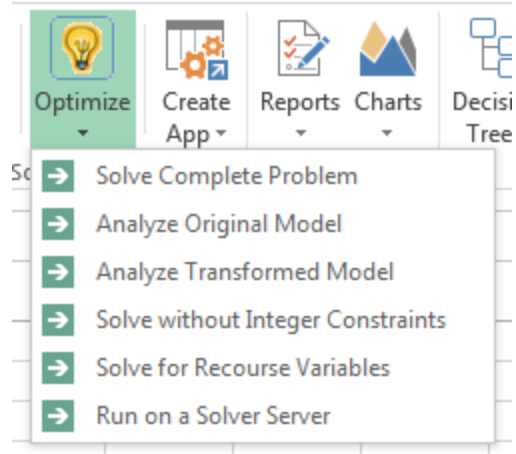 Optimize Create Reports Charts Decisi
App Tree
So
Solve Complete Problem
Analyze Original Model
Analyze Transformed Model
Solve without Integer Constraints
Solve for Recourse Variables
Run on a Solver Server